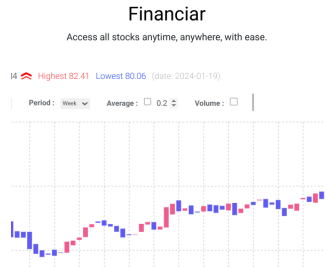 Financiar
Access all stocks anytime, anywhere, with ease.
Highest 82.41 Lowest 80.06 (date: 2024-01-19)
Period : Week Average : 0.2 Volume :